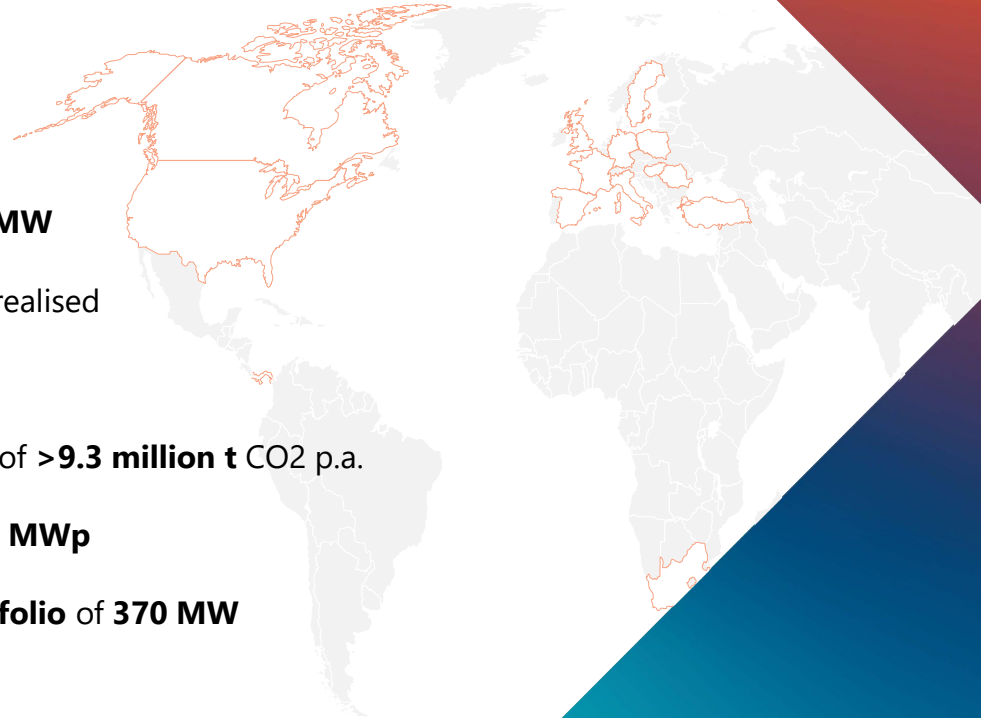 MW
realised
of >9.3 million t CO2 p.a.
MWp
folio of 370 MW